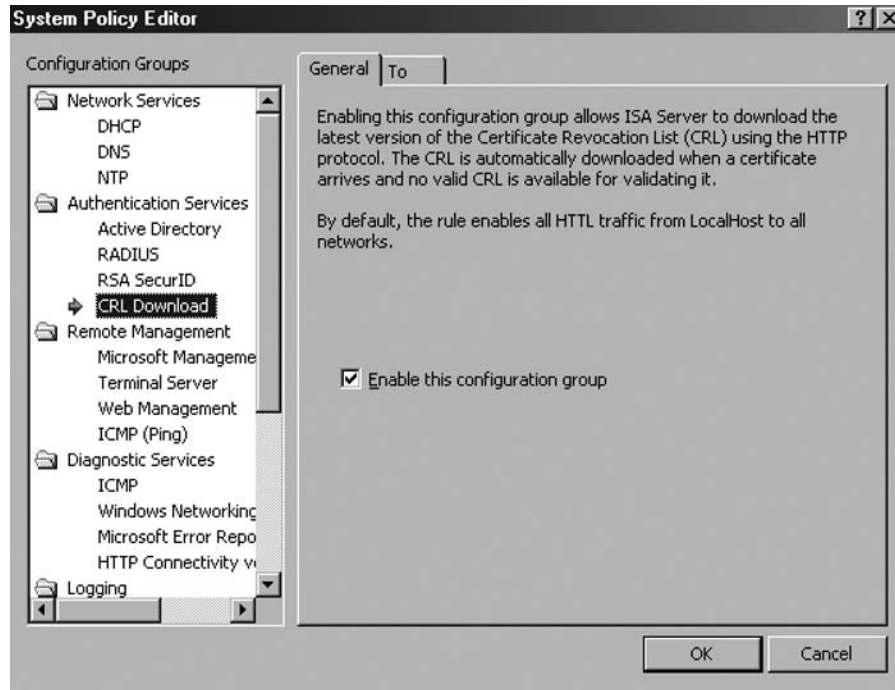 System Policy Editor
Configuration Groups
Network Services
DHCP
DNS
NTP
Authentication Services
Active Directory
RADIUS
RSA SecurID
CRL Download
Remote Management
Microsoft Manageme
Terminal Server
Web Management
ICMP (Ping)
Diagnostic Services
ICMP
Windows Networking
Microsoft Error Repo
HTTP Connectivity v
Logging
General
To
Enabling this configuration group allows ISA Server to download the
latest version of the Certificate Revocation List (CRL) using the HTTP
protocol. The CRL is automatically downloaded when a certificate
arrives and no valid CRL is available for validating it.
By default, the rule enables all HTTL traffic from LocalHost to all
networks.
Enable this configuration group
OK
Cancel